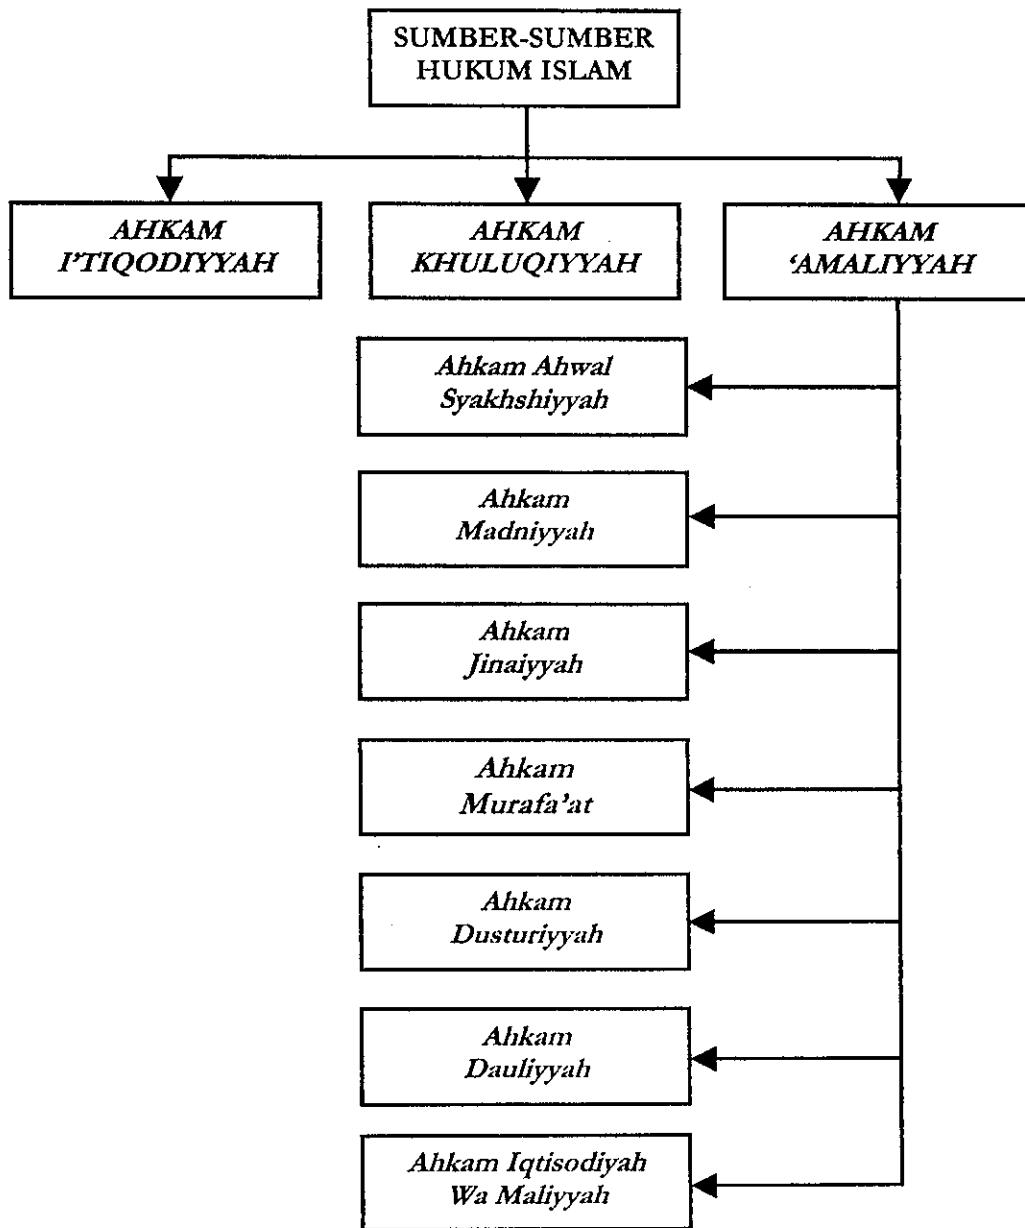 SUMBER-SUMBER
HUKUM ISLAM
AHKAM
I'TIQODIYYAH
AHKAM
KHULUQIYYAH
AHKAM
‘AMALIYYAH
Ahkam Ahwal
Syakhshiyyah
Ahkam
Madniyyah
Ahkam
Jinaiyyah
Ahkam
Murafa’at
Ahkam
Dusturiyyah
Ahkam
Dauliyyah
Ahkam Iqtisodiyah
Wa Maliyyah